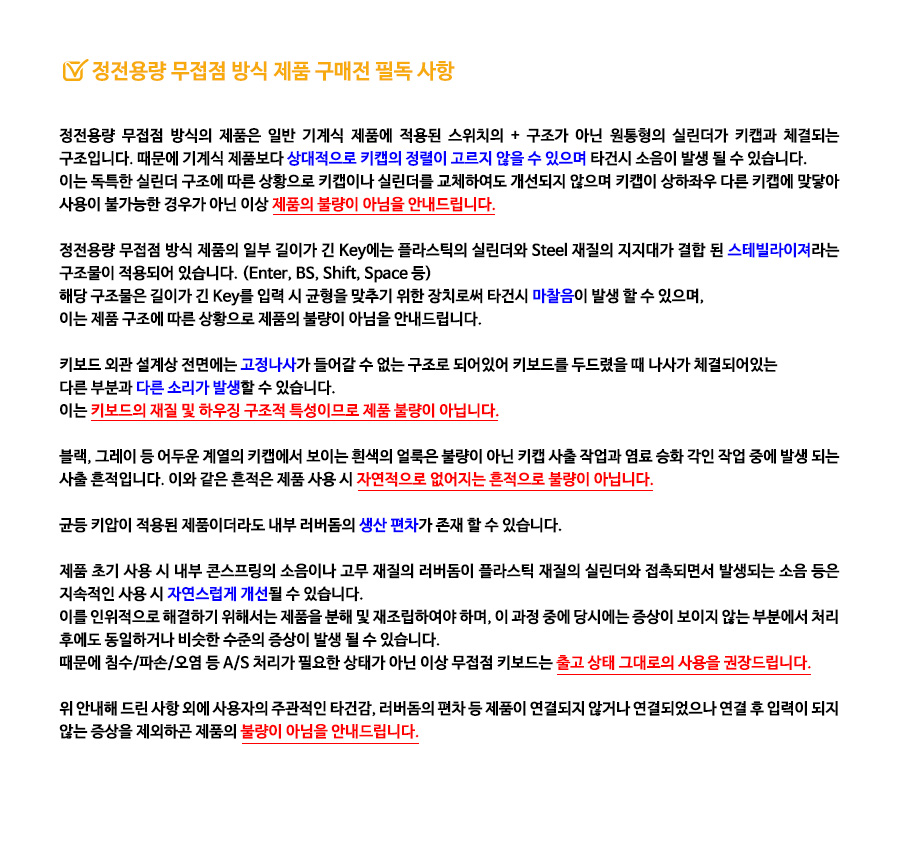 정전용량 무접점 방식 제품 구매전 필독 사항
정전용량 무접점 방식의 제품은 일반 기계식 제품에 적용된 스위치의 + 구조가 아닌 원통형의 실린더가 키캡과 체결되는
구조입니다. 때문에 기계식 제품보다 상대적으로 키캡의 정렬이 고르지 않을 수 있으며 타건시 소음이 발생 될 수 있습니다.
이는 독특한 실린더 구조에 따른 상황으로 키캡이나 실린더를 교체하여도 개선되지 않으며 키캡이 상하좌우 다른 키캡에 맞닿아
사용이 불가능한 경우가 아닌 이상 제품의 불량이 아님을 안내드립니다.
정전용량 무접점 방식 제품의 일부 길이가 긴 Key에는 플라스틱의 실린더와 Steel 재질의 지지대가 결합 된 스테빌라이져라는
구조물이 적용되어 있습니다. (Enter, BS, Shift, Space 등)
해당 구조물은 길이가 긴 Key를 입력 시 균형을 맞추기 위한 장치로써 타건시 마찰음이 발생 할 수 있으며,
이는 제품 구조에 따른 상황으로 제품의 불량이 아님을 안내드립니다.
키보드 외관 설계상 전면에는 고정나사가 들어갈 수 없는 구조로 되어있어 키보드를 두드렸을 때 나사가 체결되어있는
다른 부분과 다른 소리가 발생할 수 있습니다.
이는 키보드의 재질 및 하우징 구조적 특성이므로 제품 불량이 아닙니다.
블랙, 그레이 등 어두운 계열의 키캡에서 보이는 흰색의 얼룩은 불량이 아닌 키캡 사출 작업과 염료 승화 각인 작업 중에 발생 되는
사출 흔적입니다. 이와 같은 흔적은 제품 사용 시 자연적으로 없어지는 흔적으로 불량이 아닙니다.
균등 키압이 적용된 제품이더라도 내부 러버돔의 생산 편차가 존재 할 수 있습니다.
제품 초기 사용 시 내부 콘스프링의 소음이나 고무 재질의 러버돔이 플라스틱 재질의 실린더와 접촉되면서 발생되는 소음 등은
지속적인 사용 시 자연스럽게 개선될 수 있습니다.
이를 인위적으로 해결하기 위해서는 제품을 분해 및 재조립하여야 하며, 이 과정 중에 당시에는 증상이 보이지 않는 부분에서 처리
후에도 동일하거나 비슷한 수준의 증상이 발생 될 수 있습니다.
때문에 침수/파손/오염 등 A/S 처리가 필요한 상태가 아닌 이상 무접점 키보드는 출고 상태 그대로의 사용을 권장드립니다.
위 안내해 드린 사항 외에 사용자의 주관적인 타건감, 러버돔의 편차 등 제품이 연결되지 않거나 연결되었으나 연결 후 입력이 되지
않는 증상을 제외하곤 제품의 불량이 아님을 안내드립니다.